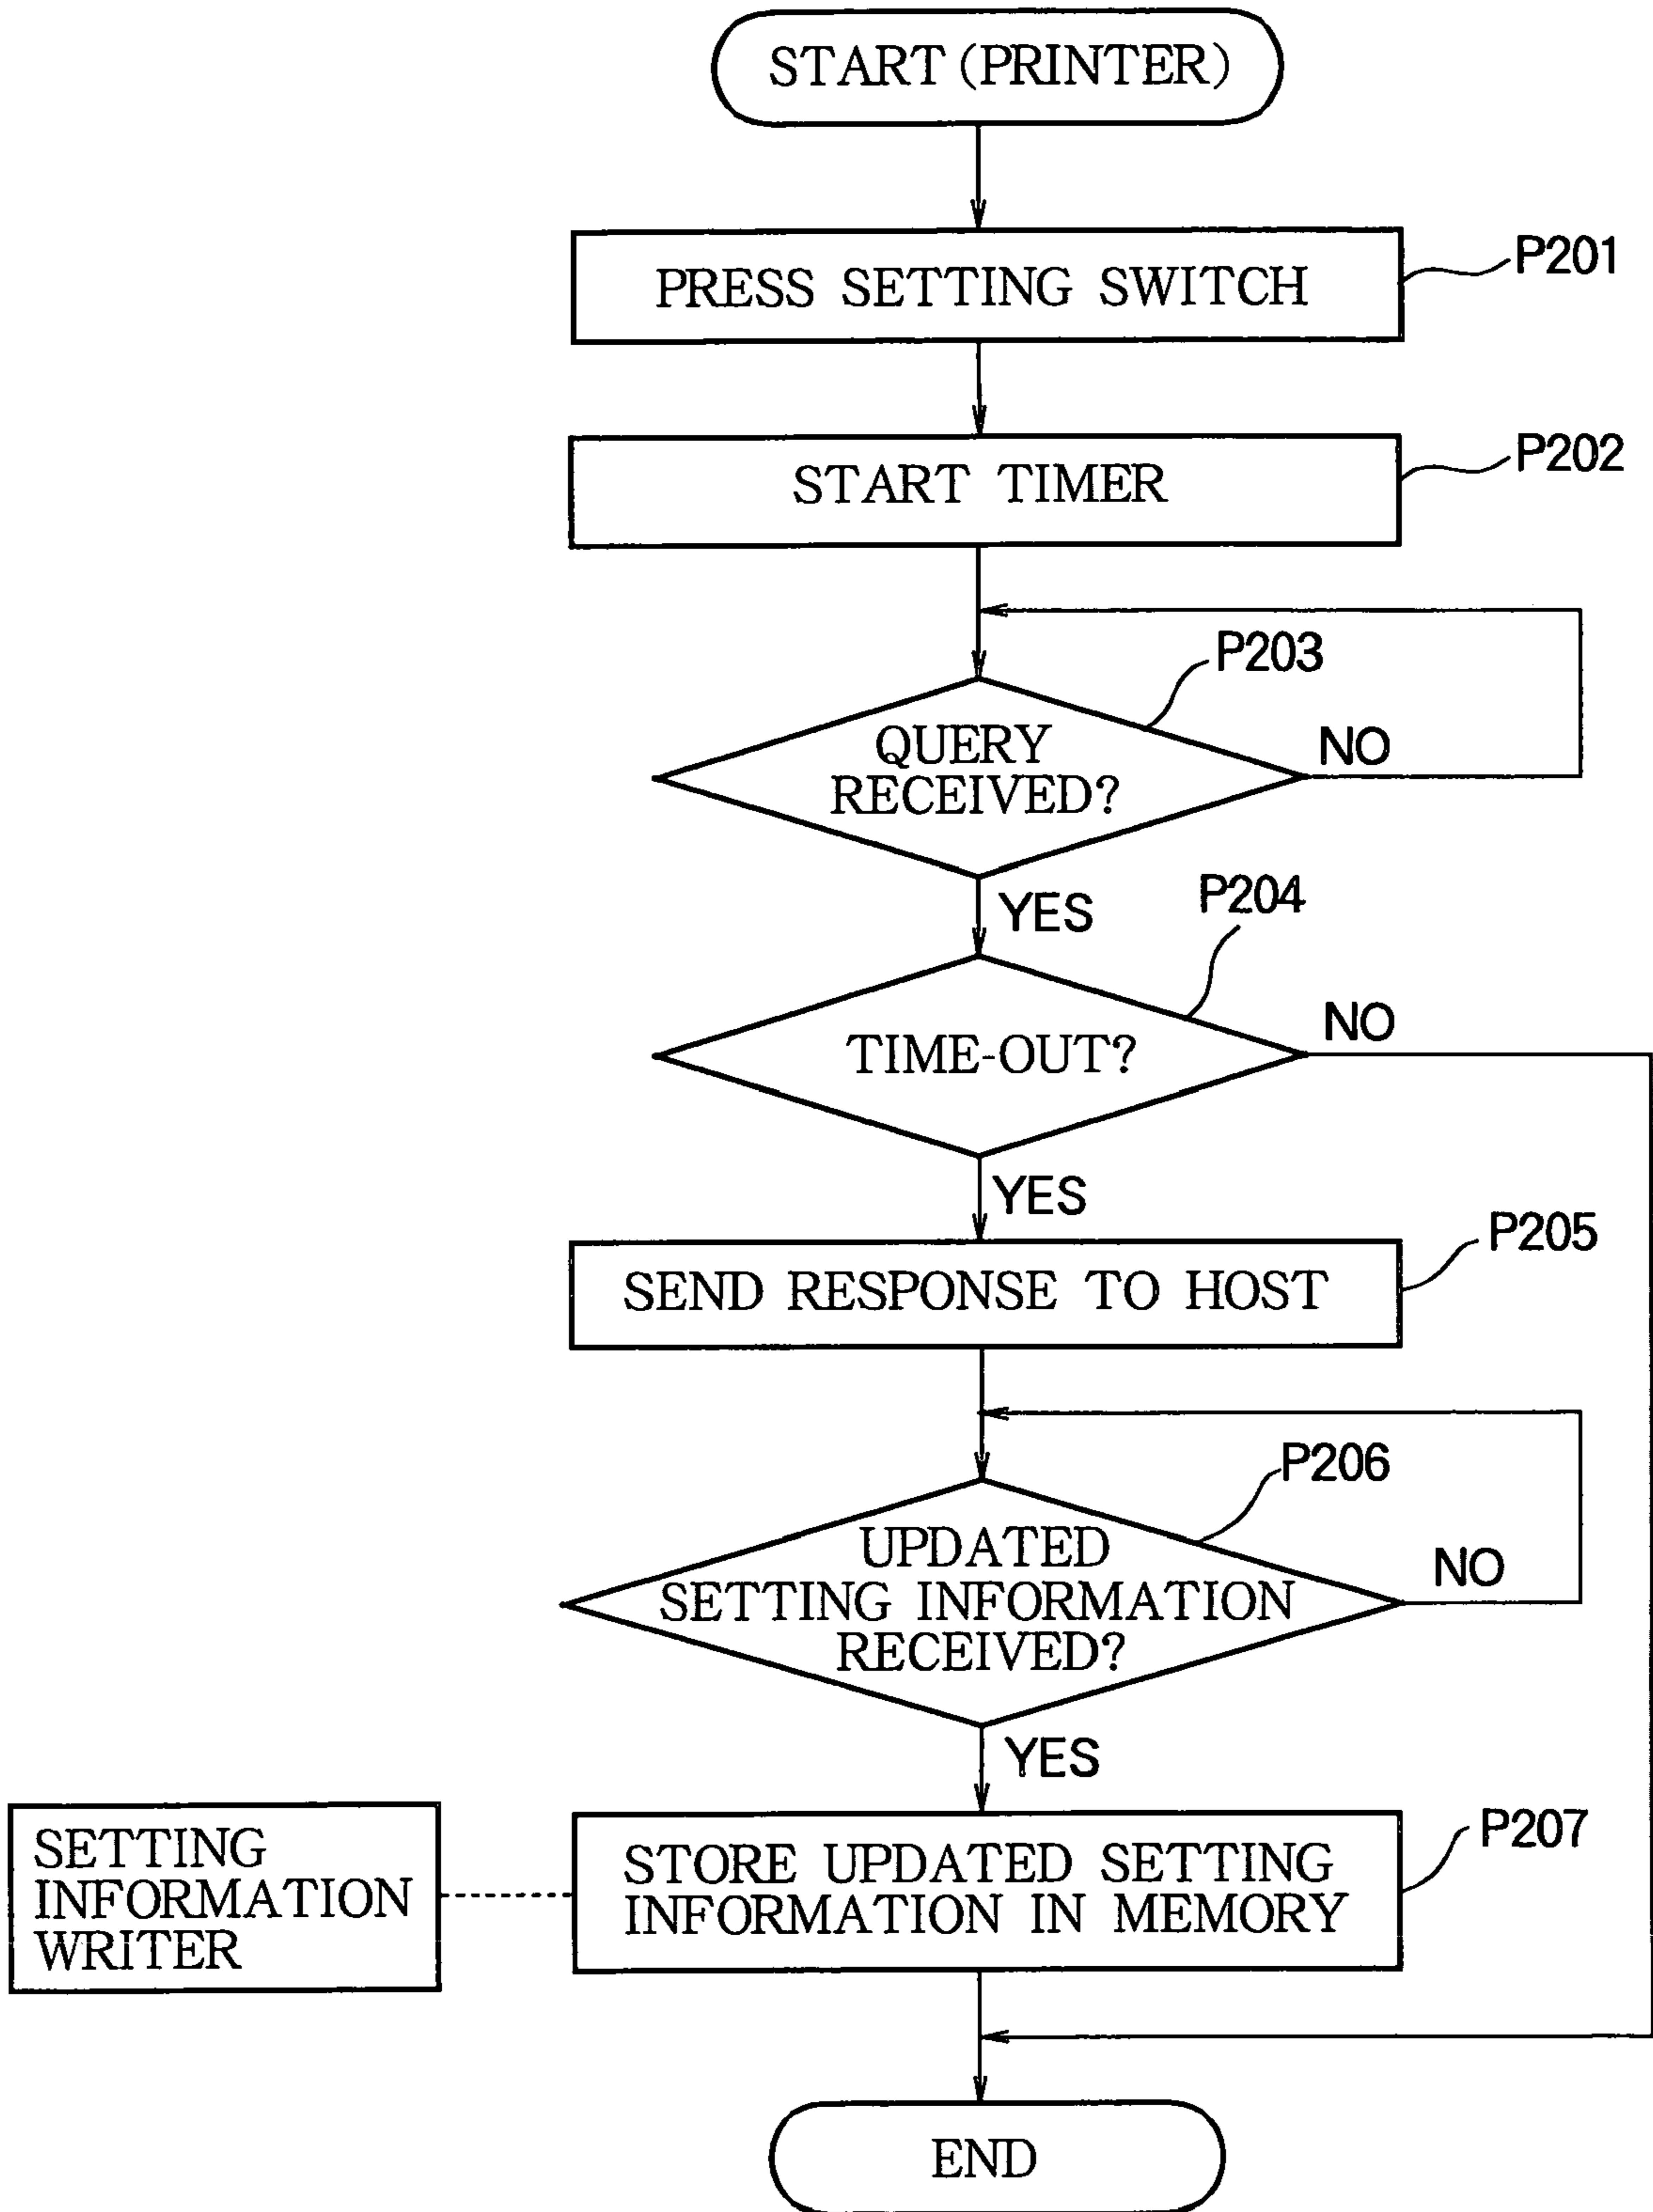 START (PRINTER)
PRESS SETTING SWITCH
P201
START TIMER
P202
P203
QUERY
RECEIVED?
NO
YES
P204
TIME-OUT?
NO
YES
P205
SEND RESPONSE TO HOST
P206
UPDATED
SETTING INFORMATION
RECEIVED?
NO
YES
P207
SETTING
INFORMATION
WRITER
STORE UPDATED SETTING
INFORMATION IN MEMORY
END